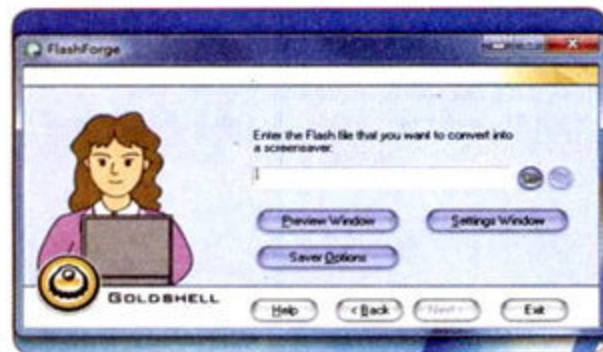 FlashForge
Enter the Flash file that you want to convert into
a screensaver.
Preview Window
Settings Window
Saver Options
GOLDSHELL
Help
< Back
Next >
Exit